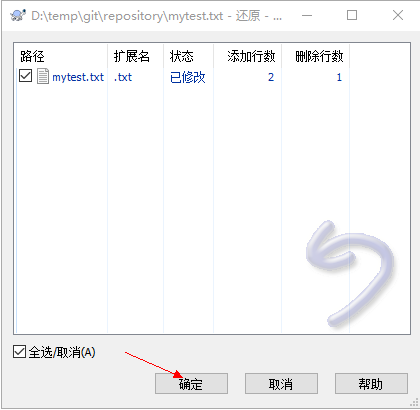 D:\temp\git\repository\mytest.txt - 还原 - ...
路径 扩展名 状态 添加行数 删除行数
mytest.txt .txt 已修改 2 1
全选/取消(A)
确定 取消 帮助